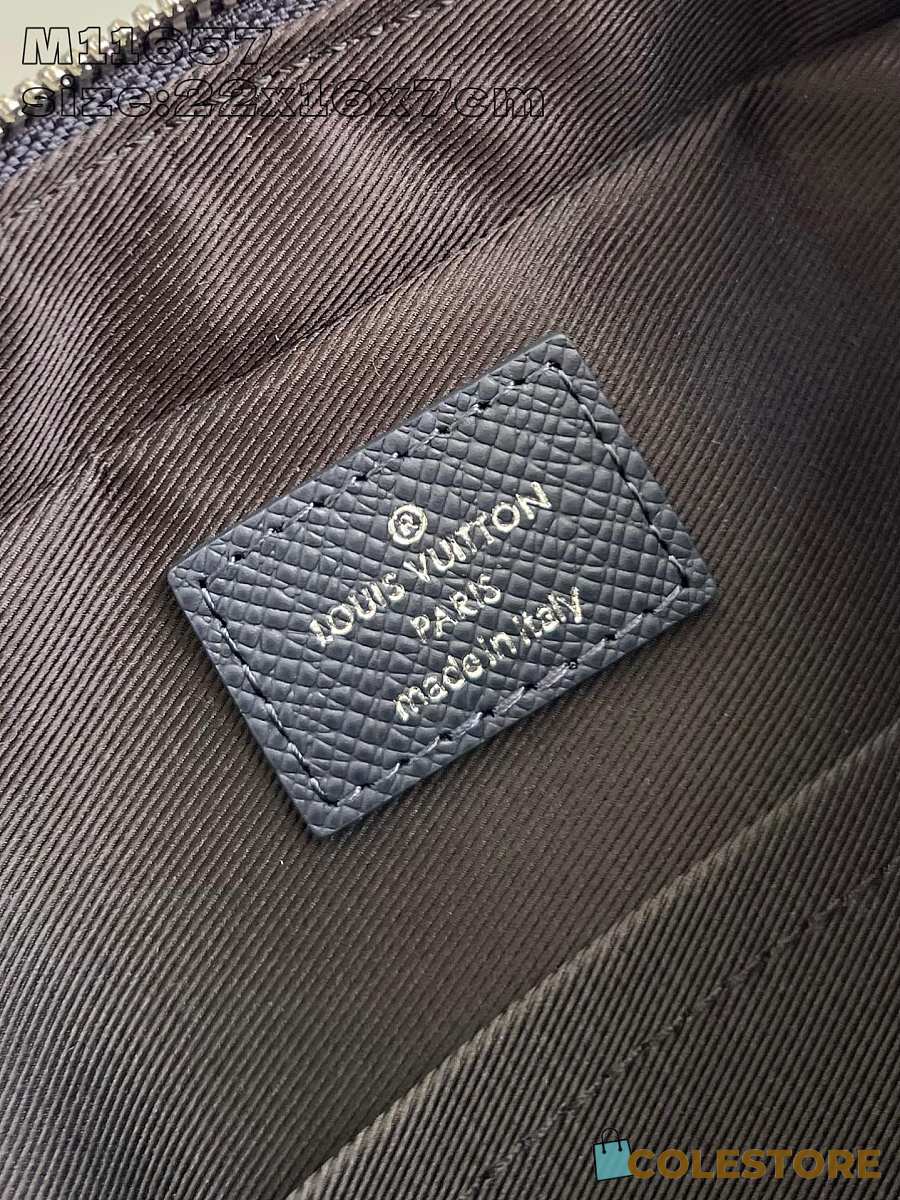 M11657
size:22x16x7cm
®
LOUIS VUITTON
PARIS
made in italy
COLESTORE